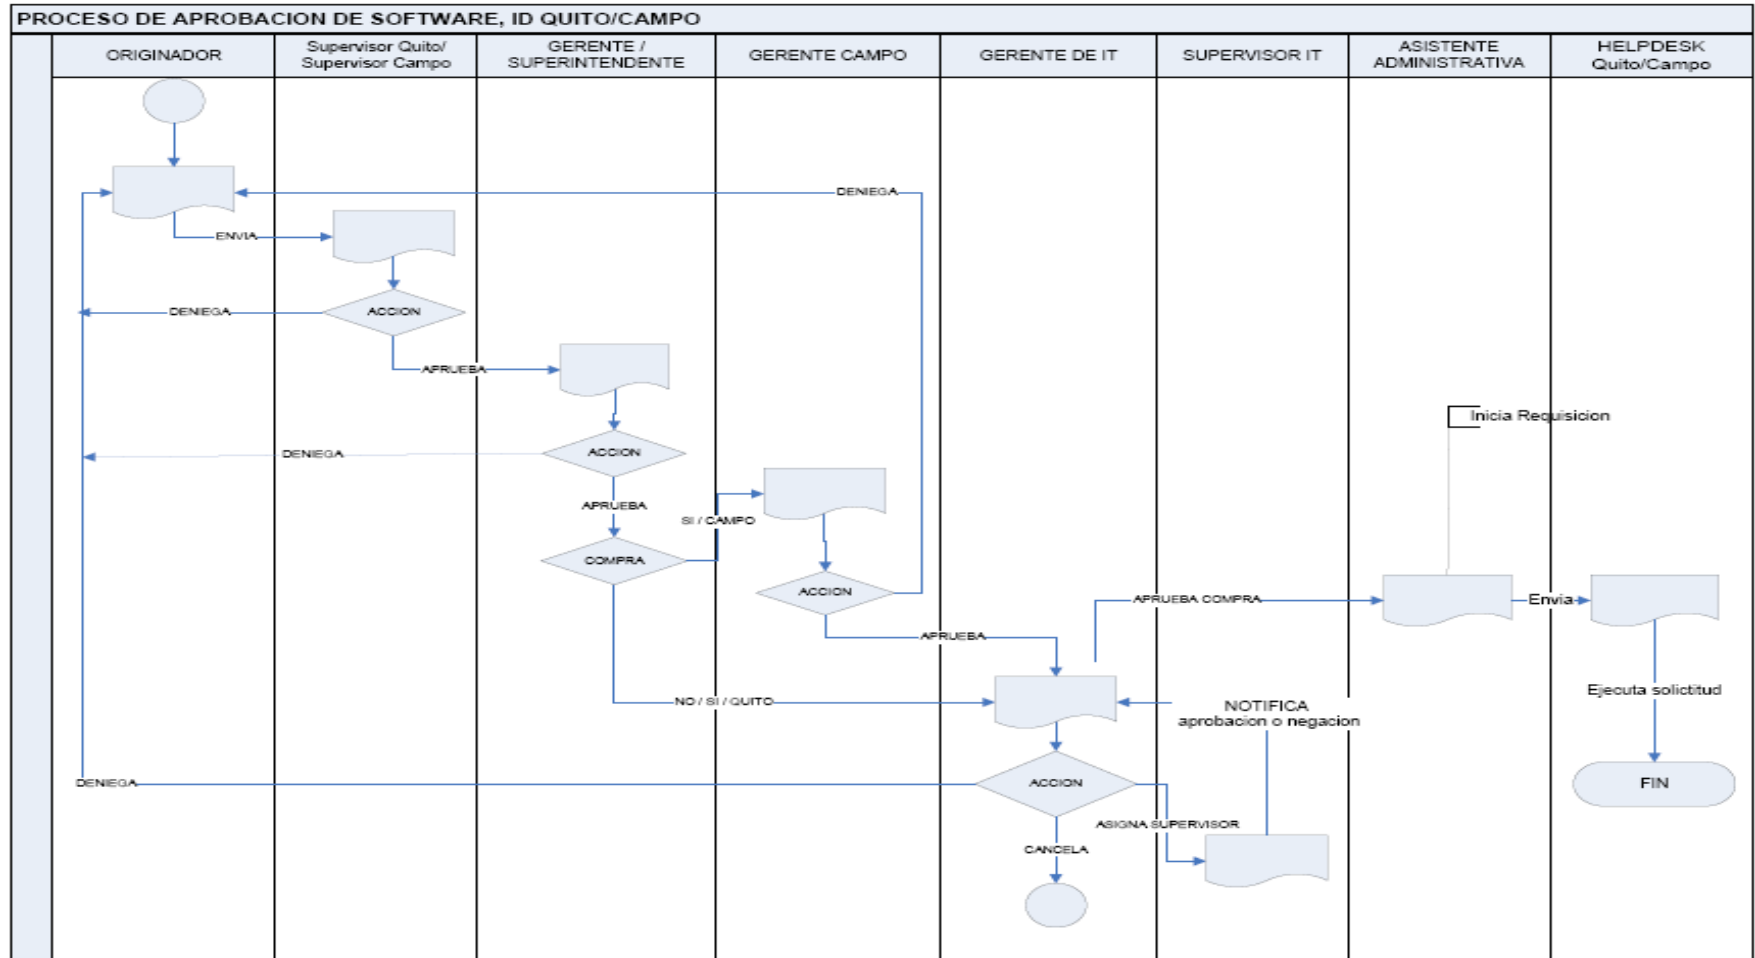 PROCESO DE APROBACION DE SOFTWARE, ID QUITO/CAMPO
ORIGINADOR
Supervisor Quito/
Supervisor Campo
GERENTE /
SUPERINTENDENTE
GERENTE CAMPO
GERENTE DE IT
SUPERVISOR IT
ASISTENTE
ADMINISTRATIVA
HELPDESK
Quito/Campo
DENIEGA
ENVIA
DENIEGA
ACCION
APRUEBA
Inicia Requisicion
DENIEGA
ACCION
APRUEBA
SI / CAMPO
COMPRA
ACCION
APRUEBA COMPRA
Envia
APRUEBA
NO / SI / QUITO
NOTIFICA
aprobacion o negacion
Ejecuta solictitud
DENIEGA
ACCION
FIN
ASIGNA SUPERVISOR
CANCELA